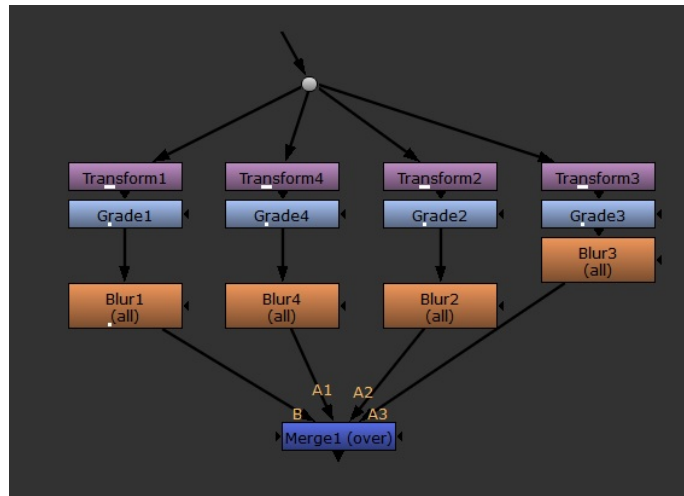 Transform1
Transform4
Transform2
Transform3
Grade1
Grade4
Grade2
Grade3
Blur1
(all)
Blur4
(all)
Blur2
(all)
Blur3
(all)
A1
A2
B
A3
Merge1 (over)